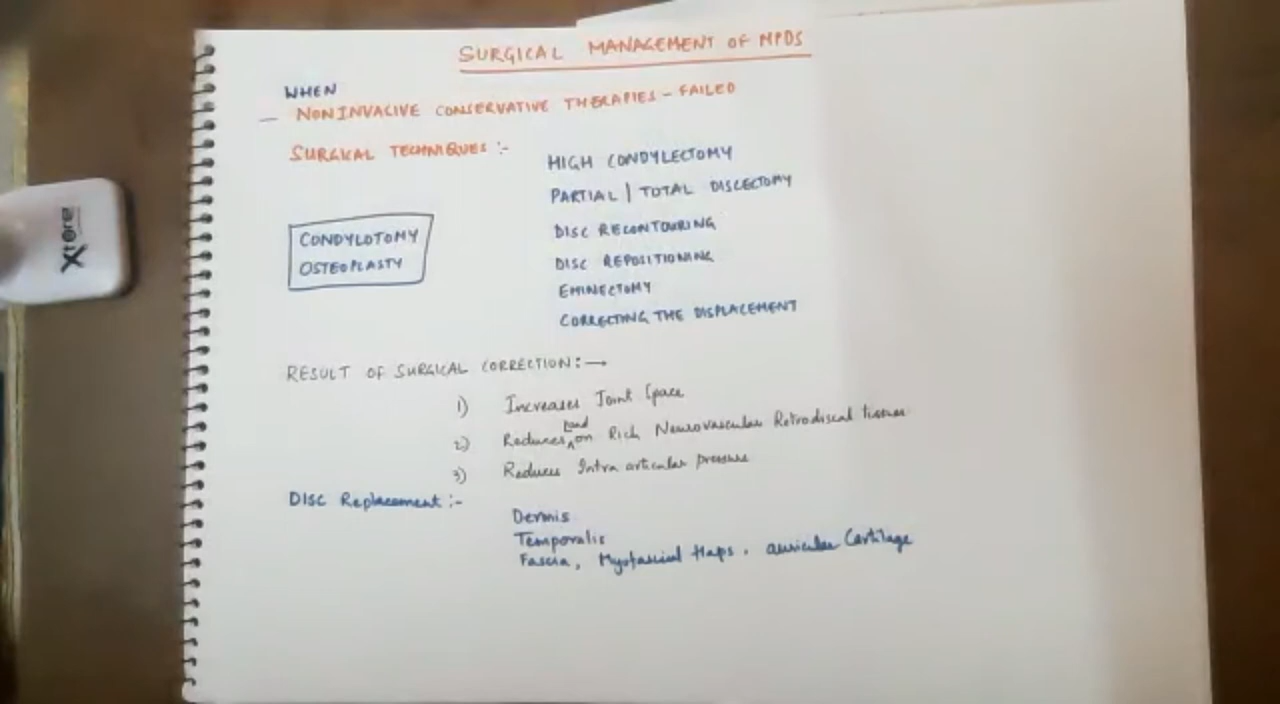 SURGICAL MANAGEMENT OF MPDS
WHEN
- NONINVACIVE CONSERVATIVE THERAPIES - FAILED
SURGICAL TECHNIQUES :-
HIGH CONDYLECTOMY
PARTIAL | TOTAL DISCECTOMY
DISC RECONTOURING
DISC REPOSITIONING
EMINECTOMY
CORRECTING THE DISPLACEMENT
CONDYLOTOMY
OSTEOPLASTY
RESULT OF SURGICAL CORRECTION: →
1) Increases Joint Space
2) Reduces load on Rich Neurovascular Retrodiscal tissues
3) Reduces Intra articular pressure
DISC Replacement :-
Dermis
Temporalis
Fascia, Myofascial flaps, auricular Cartilage
Xtore